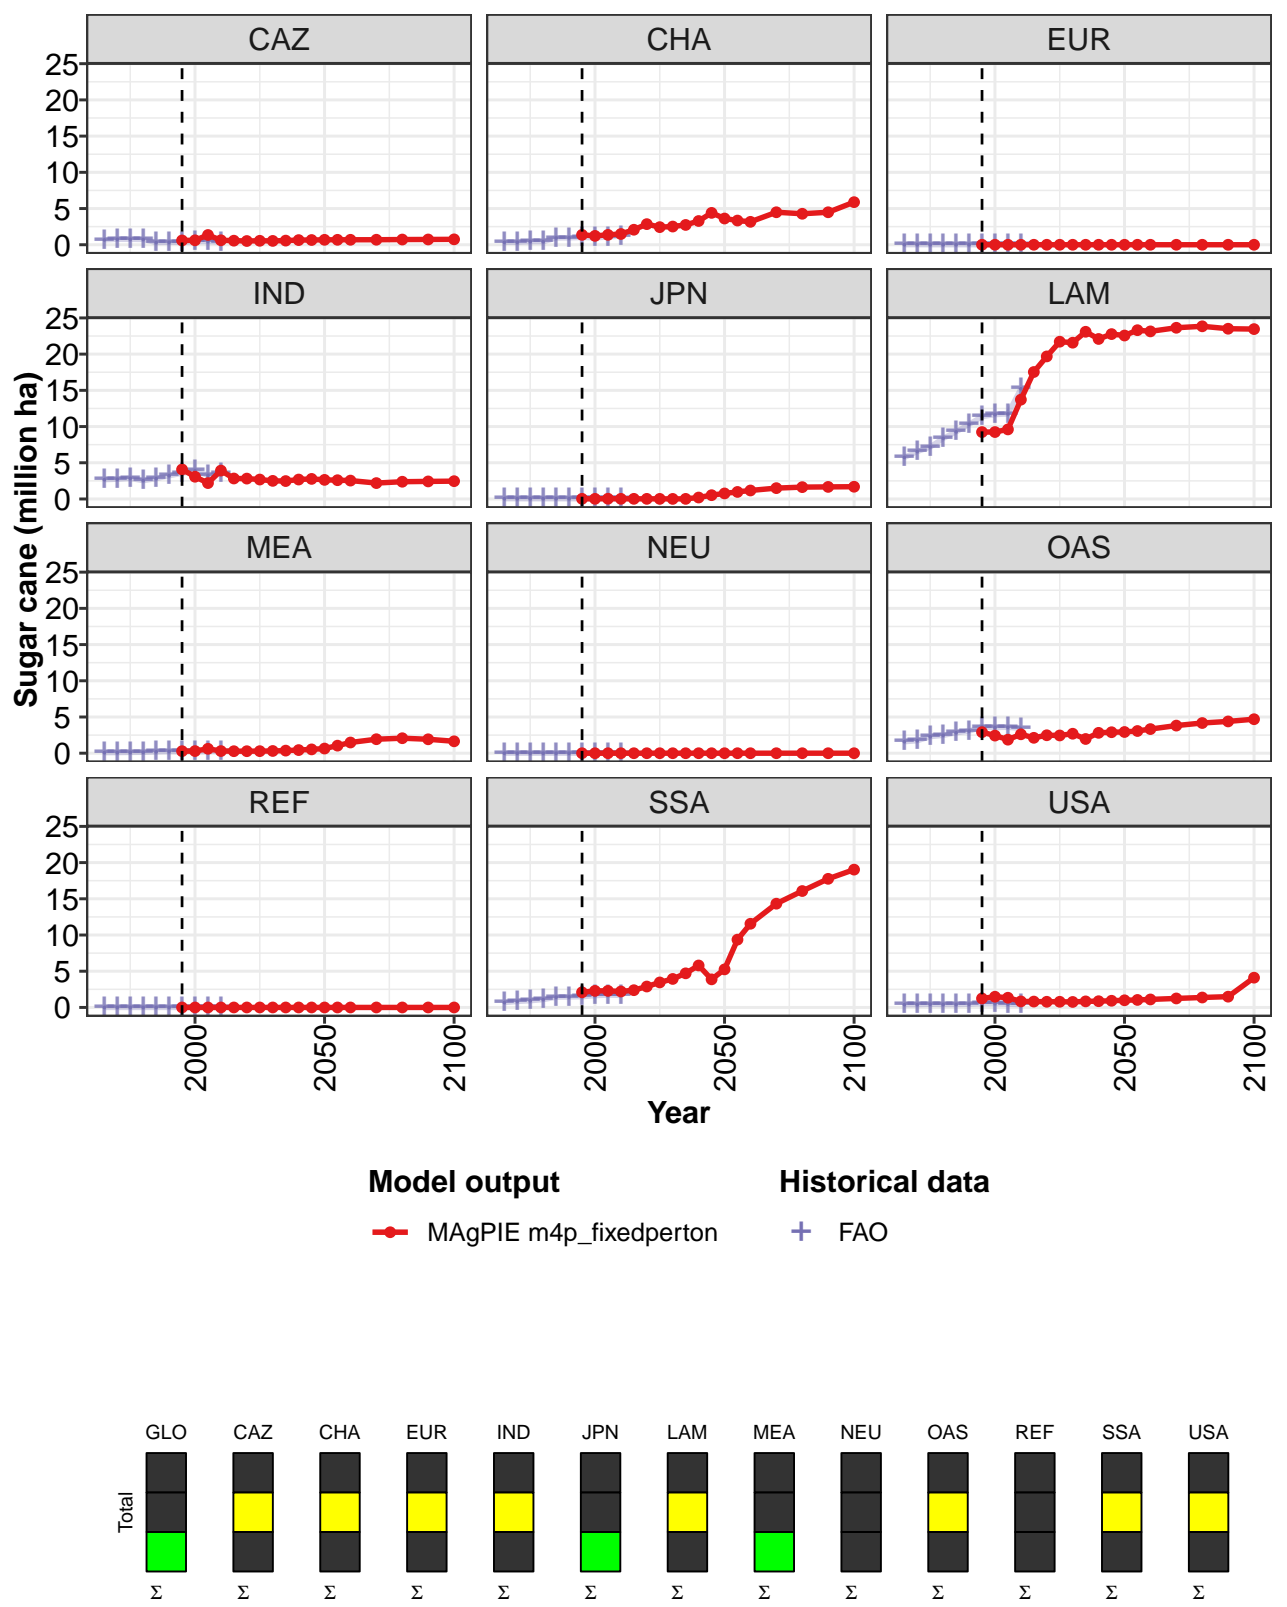 CAZ CHA EUR
25
20
15
10
5
0
IND JPN LAM
25
20
15
10
5
0
MEA NEU OAS
25
20
15
10
5
0
REF SSA USA
25
20
15
10
5
0
Sugar cane (million ha)
2000 2050 2100 2000 2050 2100 2000 2050 2100
Year
Model output Historical data
MAgPIE m4p_fixedperton FAO
GLO CAZ CHA EUR IND JPN LAM MEA NEU OAS REF SSA USA
Total
Σ Σ Σ Σ Σ Σ Σ Σ Σ Σ Σ Σ Σ